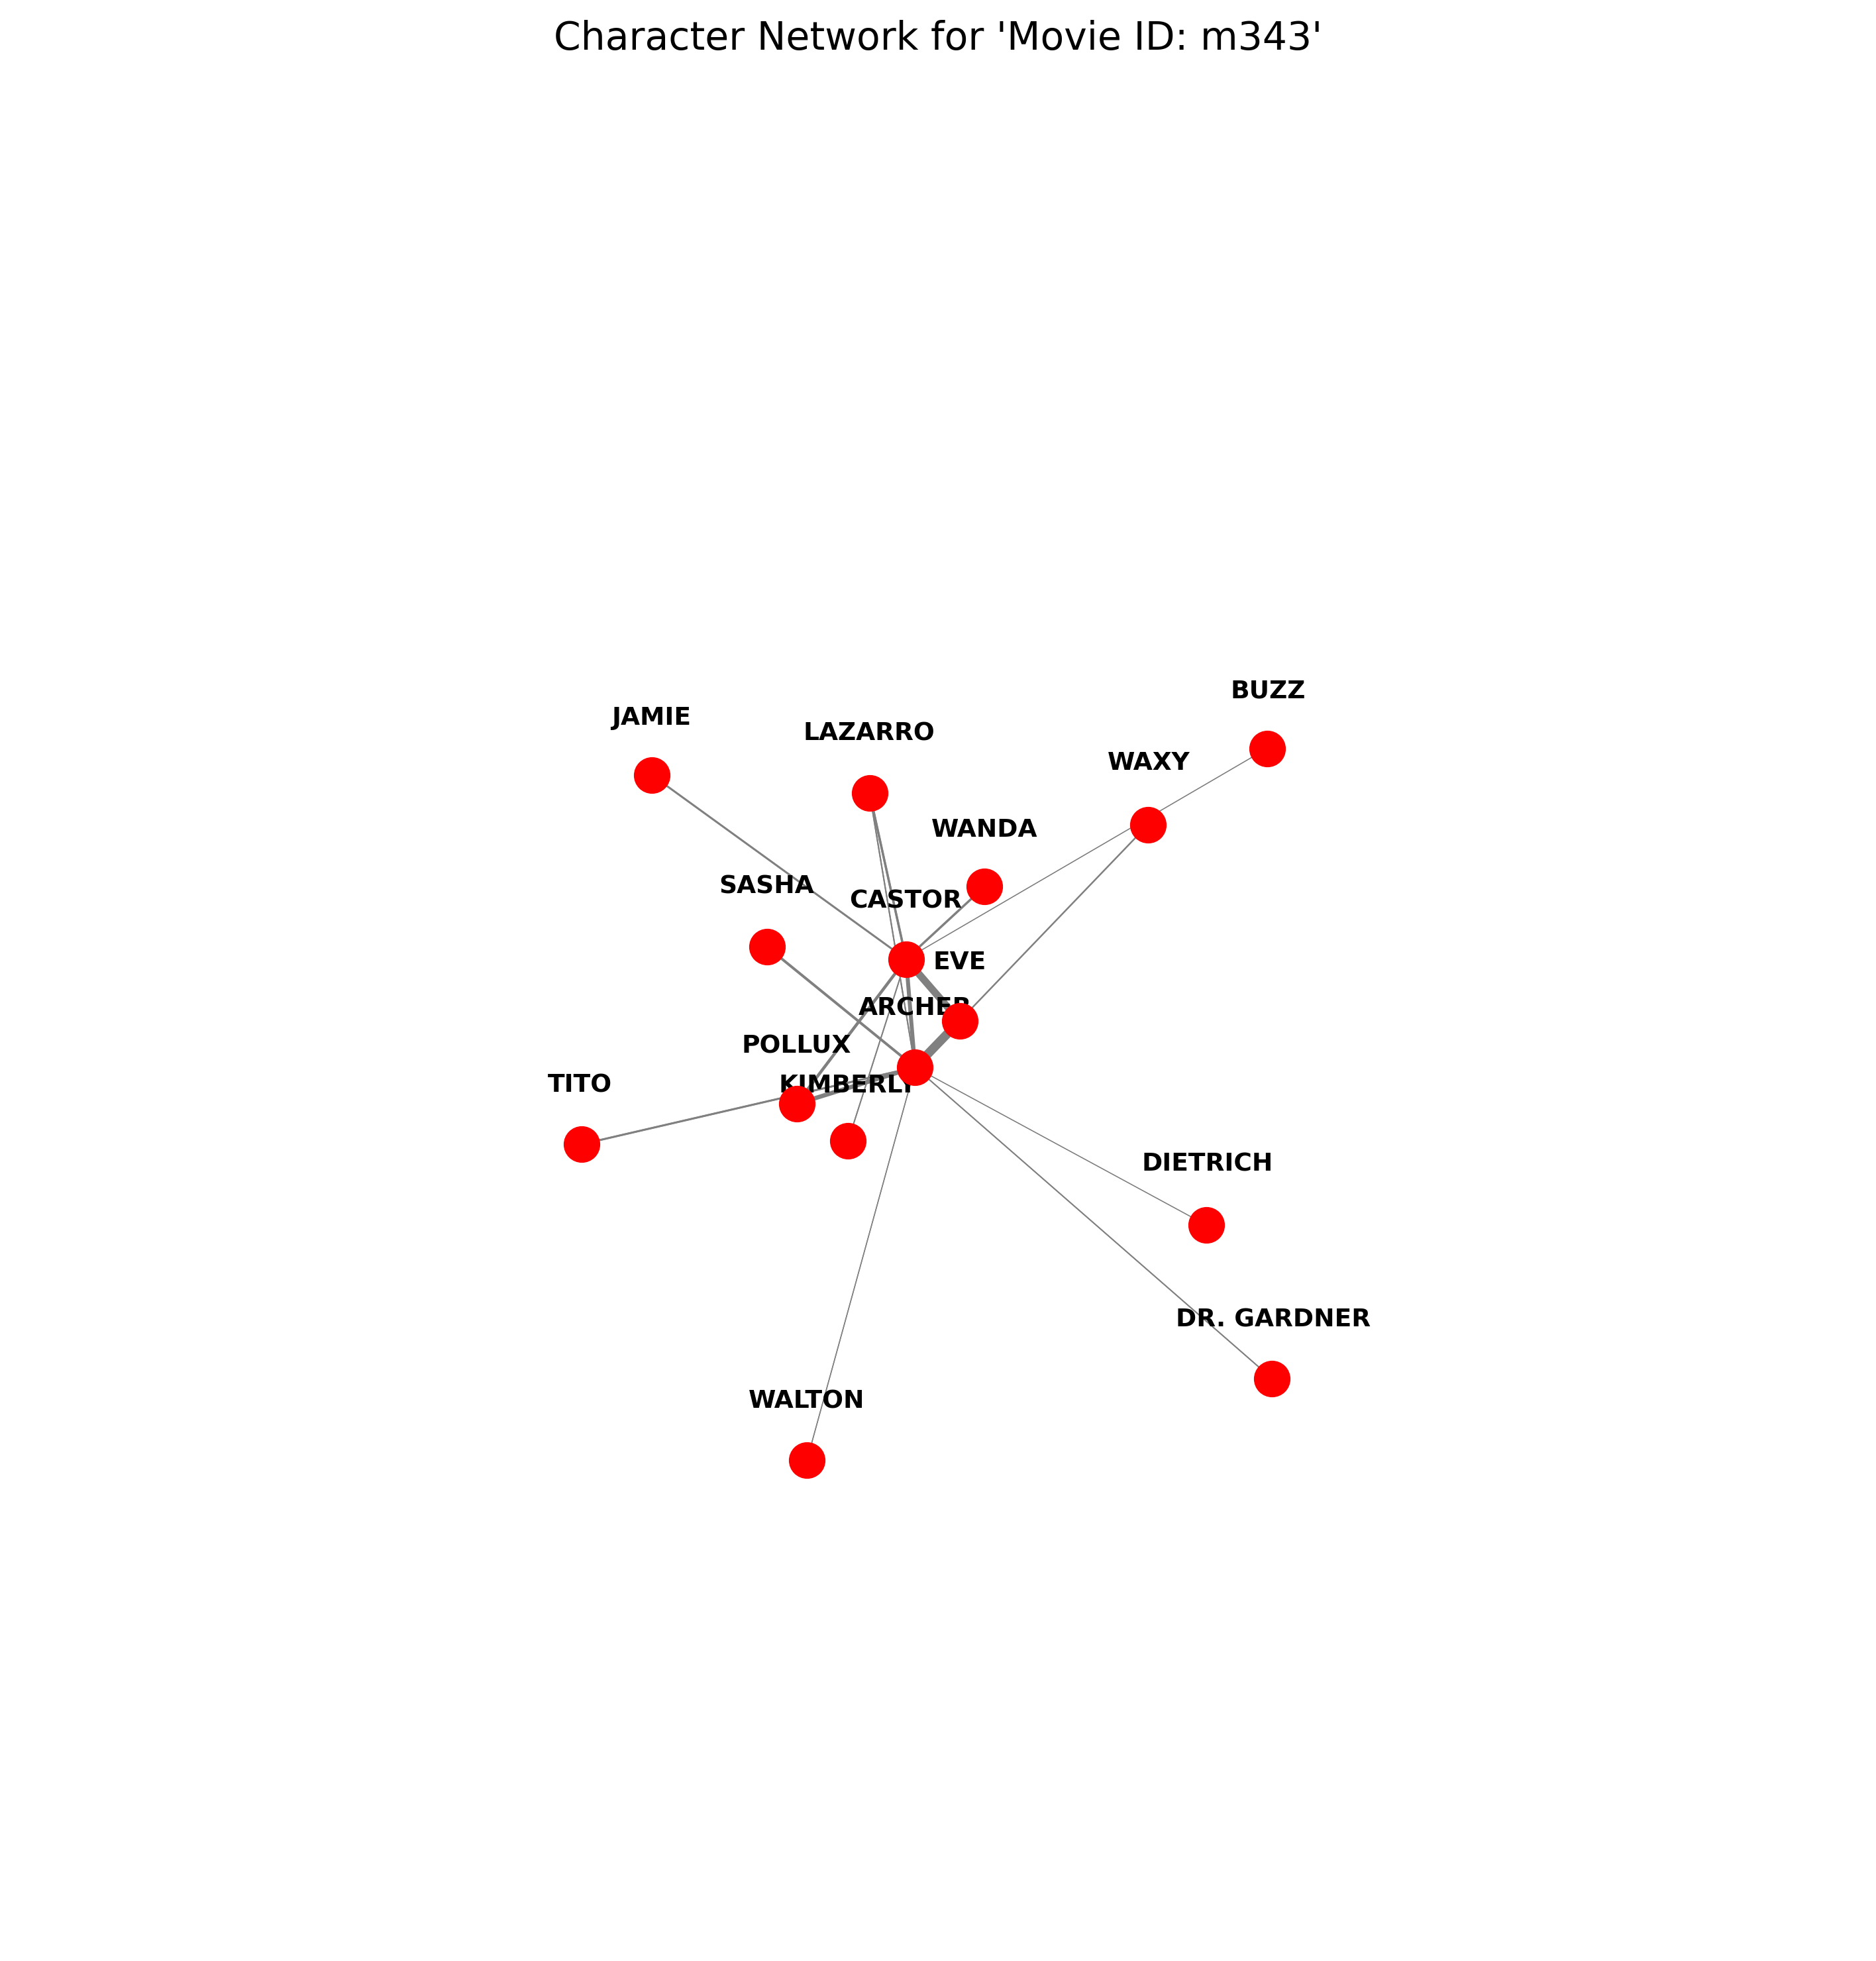 Character Network for 'Movie ID: m343'
BUZZ
JAMIE
LAZARRO
WAXY
WANDA
SASHA
CASTOR
EVE
ARCHER
POLLUX
TITO
KIMBERLY
DIETRICH
DR. GARDNER
WALTON